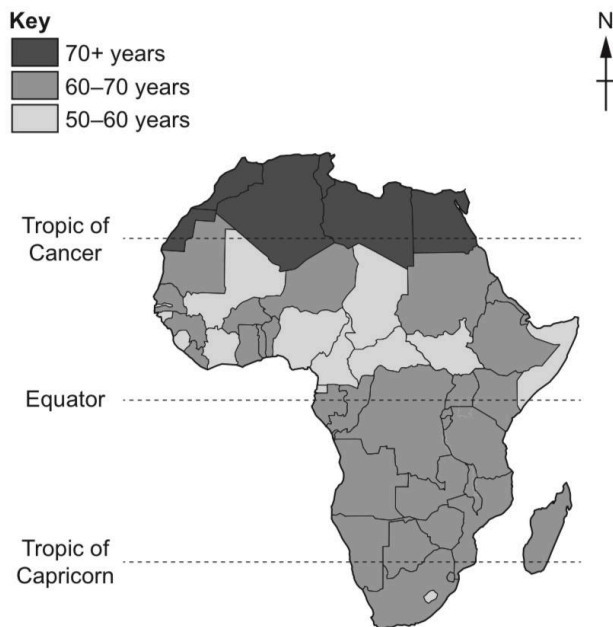 Key
70+ years
60–70 years
50–60 years
N
Tropic of
Cancer
Equator
Tropic of
Capricorn